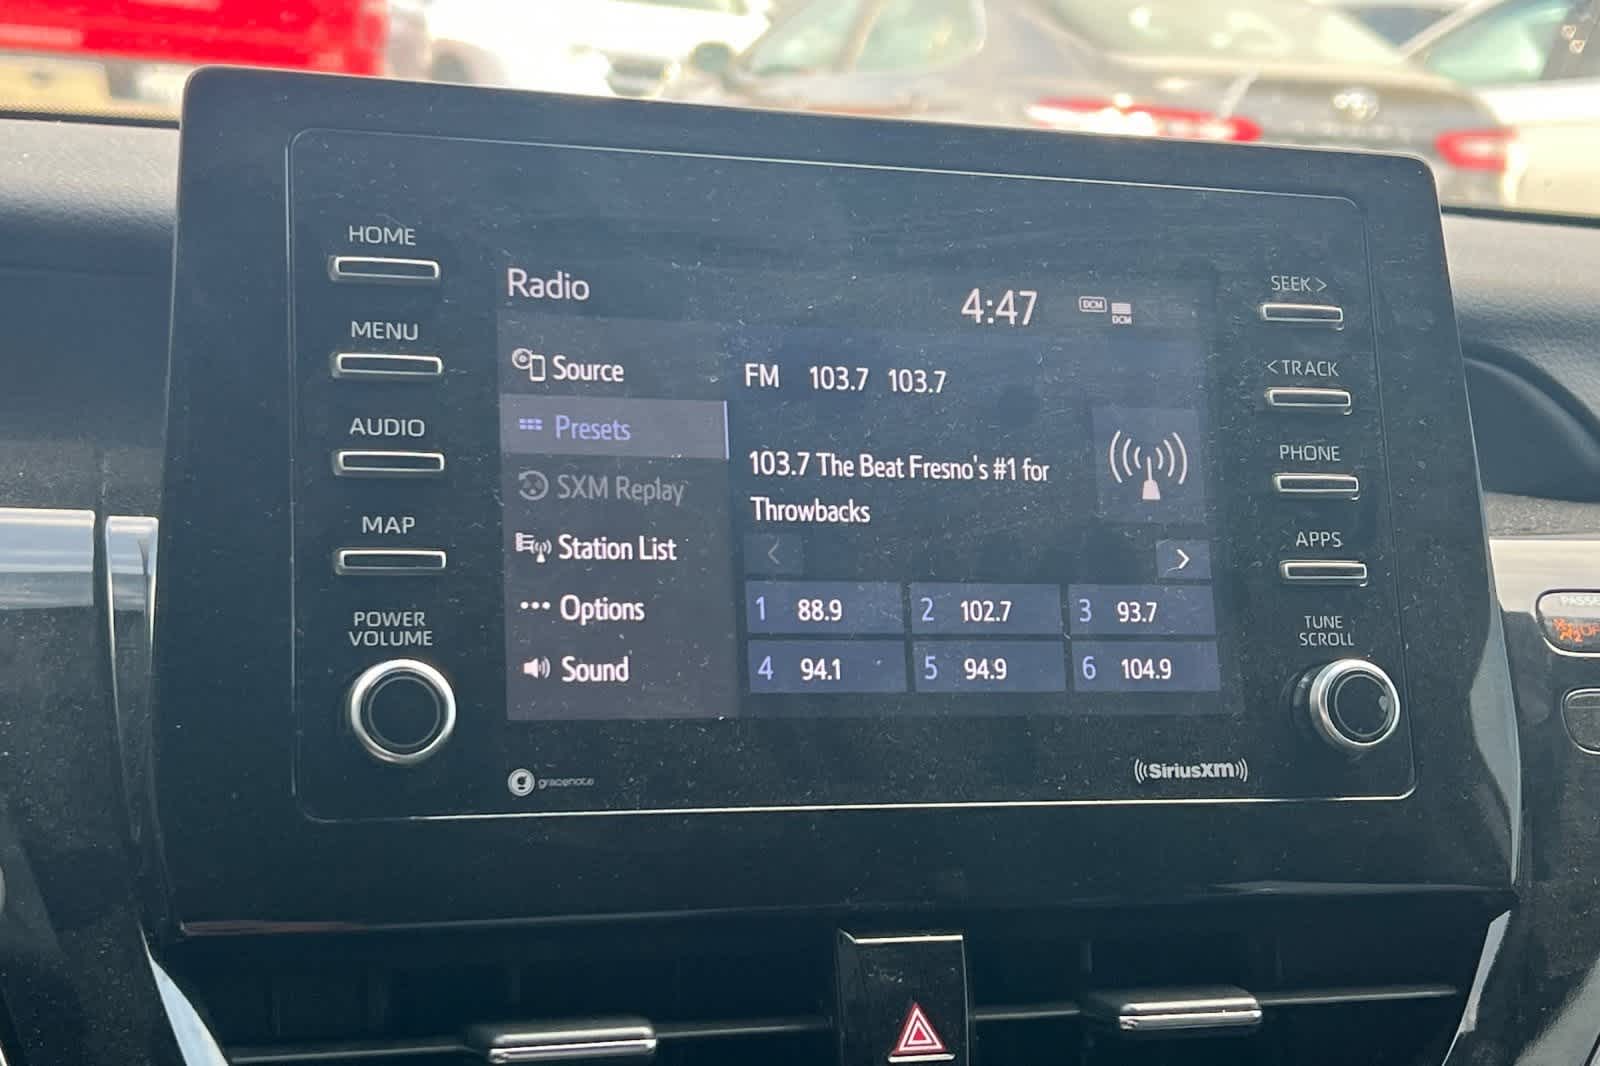 HOME
MENU
AUDIO
MAP
POWER
VOLUME
Radio
4:47
DCM
DCM
Source
Presets
SXM Replay
Station List
Options
Sound
FM 103.7 103.7
103.7 The Beat Fresno's #1 for
Throwbacks
1 88.9 2 102.7 3 93.7
4 94.1 5 94.9 6 104.9
gracenote
SiriusXM
SEEK >
< TRACK
PHONE
APPS
TUNE
SCROLL